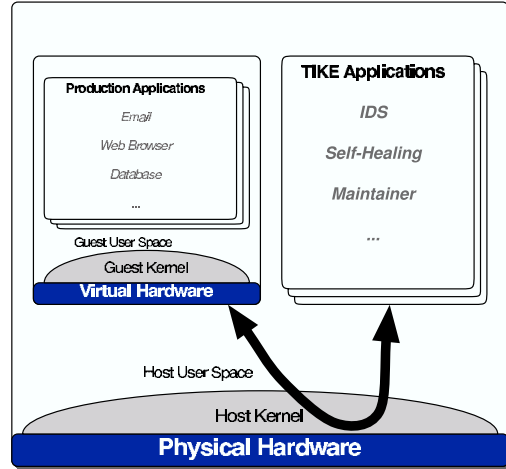 Production Applications
Email
Web Browser
Database
...
Guest User Space
Guest Kernel
Virtual Hardware
TIKE Applications
IDS
Self-Healing
Maintainer
...
Host User Space
Host Kernel
Physical Hardware